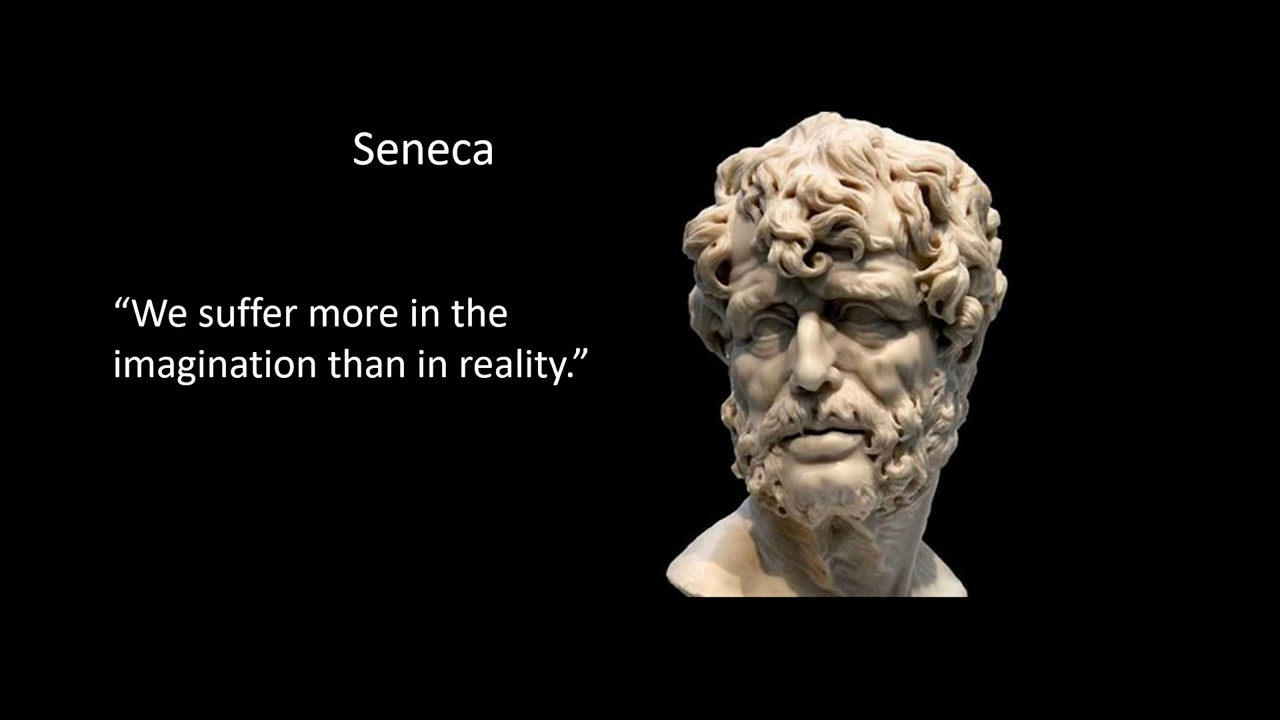 Seneca
“We suffer more in the
imagination than in reality.”